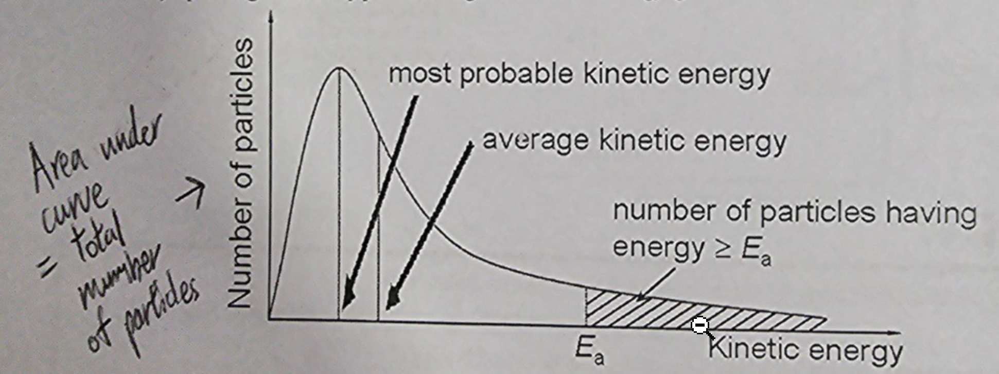 Number of particles
most probable kinetic energy
average kinetic energy
number of particles having
energy ≥ Ea
Ea
Kinetic energy
Area under
curve
= total
number
of particles